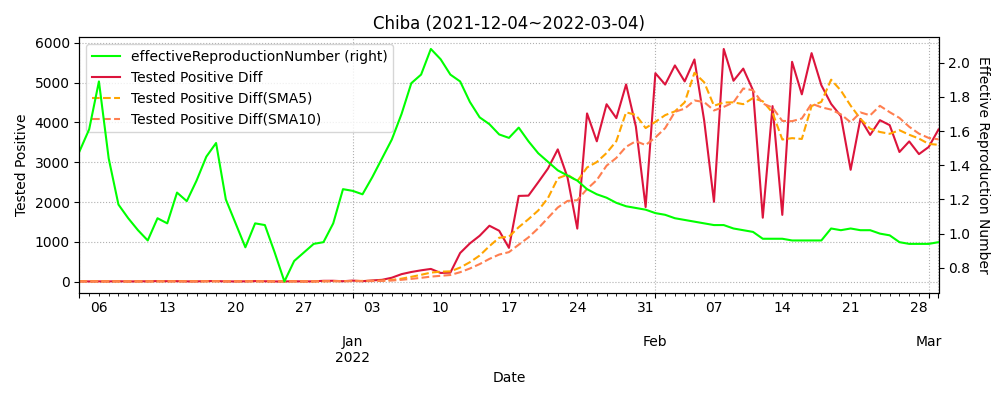 Chiba (2021-12-04~2022-03-04)
effectiveReproductionNumber (right)
Tested Positive Diff
Tested Positive Diff(SMA5)
Tested Positive Diff(SMA10)
Tested Positive
6000
5000
4000
3000
2000
1000
0
2.0
1.8
1.6
1.4
1.2
1.0
0.8
Effective Reproduction Number
06 13 20 27 03 10 17 24 31 07 14 21 28
Jan Feb Mar
2022
Date